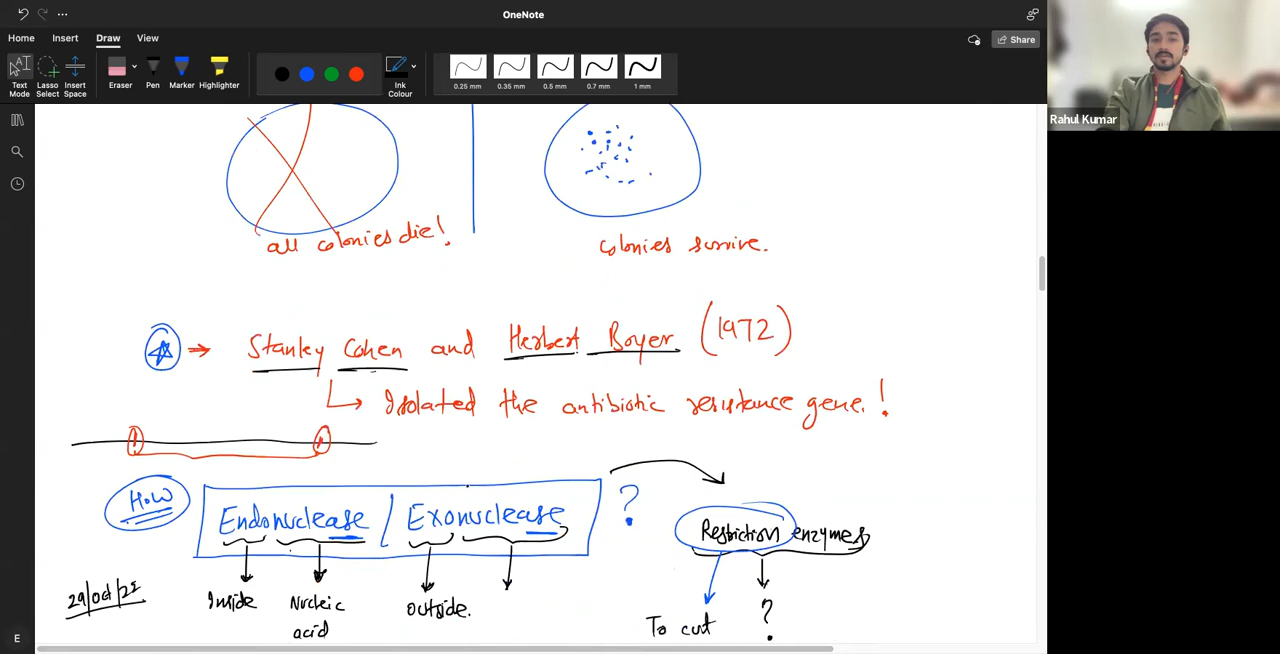 OneNote
Home Insert Draw View
Share
Text Mode
Lasso Select
Insert Space
Eraser
Pen
Marker
Highlighter
Ink Colour
0.25 mm 0.35 mm 0.5 mm 0.7 mm 1 mm
Rahul Kumar
all colonies die!
colonies survive.
Stanley Cohen and Herbert Boyer (1972)
Isolated the antibiotic resistance gene.!
How
Endonuclease / Exonuclease ?
Restriction enzymes
29/oct/22
Inside
Nucleic acid
Outside.
To cut
?
E